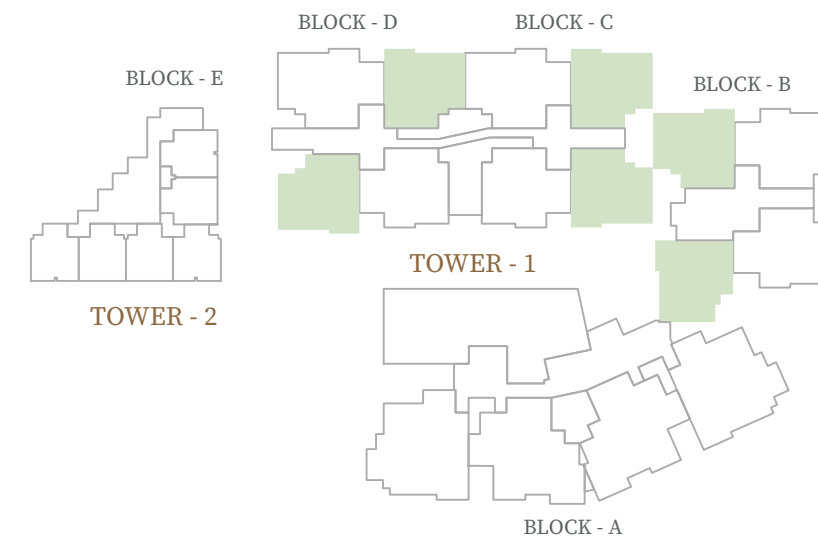 BLOCK - D
BLOCK - C
BLOCK - E
BLOCK - B
TOWER - 1
TOWER - 2
BLOCK - A